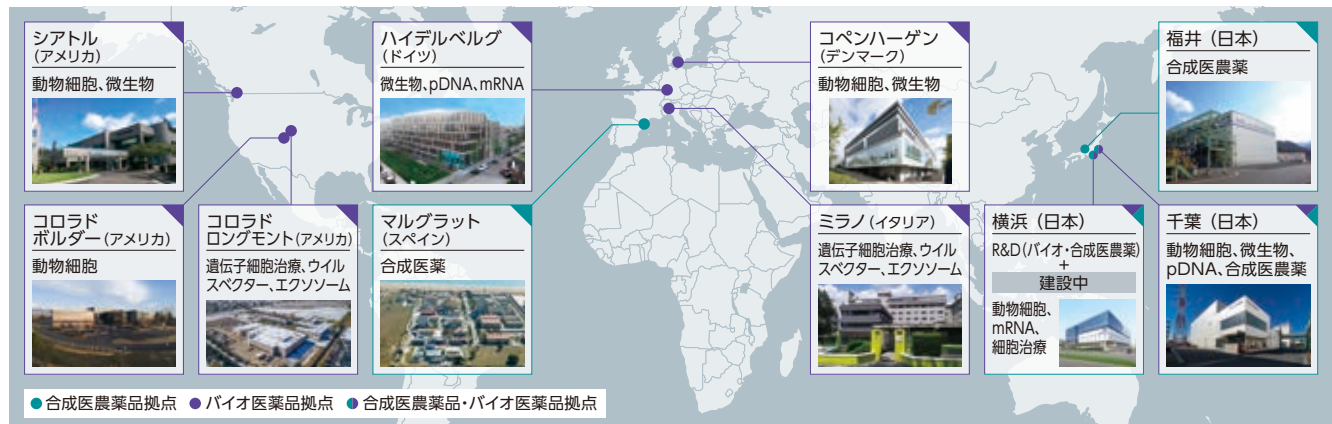 シアトル
(アメリカ)
動物細胞、微生物
ハイデルベルグ
(ドイツ)
微生物、pDNA、mRNA
コペンハーゲン
(デンマーク)
動物細胞、微生物
福井(日本)
合成医農薬
コロラド
ボルダー(アメリカ)
動物細胞
コロラド
ロングモント(アメリカ)
遺伝子細胞治療、ウイル
スベクター、エクソソーム
マルグラット
(スペイン)
合成医薬
ミラノ(イタリア)
遺伝子細胞治療、ウイル
スベクター、エクソソーム
横浜(日本)
R&D(バイオ・合成医農薬)
+
建設中
動物細胞、
mRNA、
細胞治療
千葉(日本)
動物細胞、微生物、
pDNA、合成医農薬
●合成医農薬品拠点 ●バイオ医薬品拠点 ●合成医農薬品・バイオ医薬品拠点